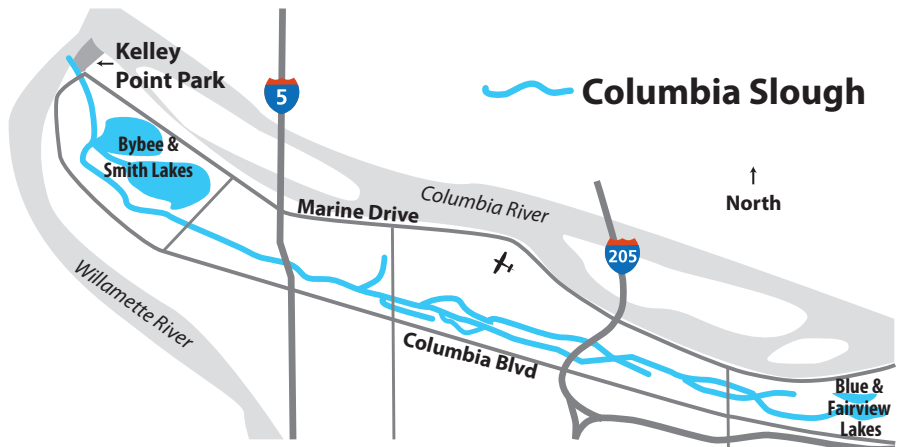 Kelley
Point Park
5
Columbia Slough
Bybee &
Smith Lakes
North
Columbia River
Marine Drive
205
Willamette River
Columbia Blvd
Blue &
Fairview
Lakes